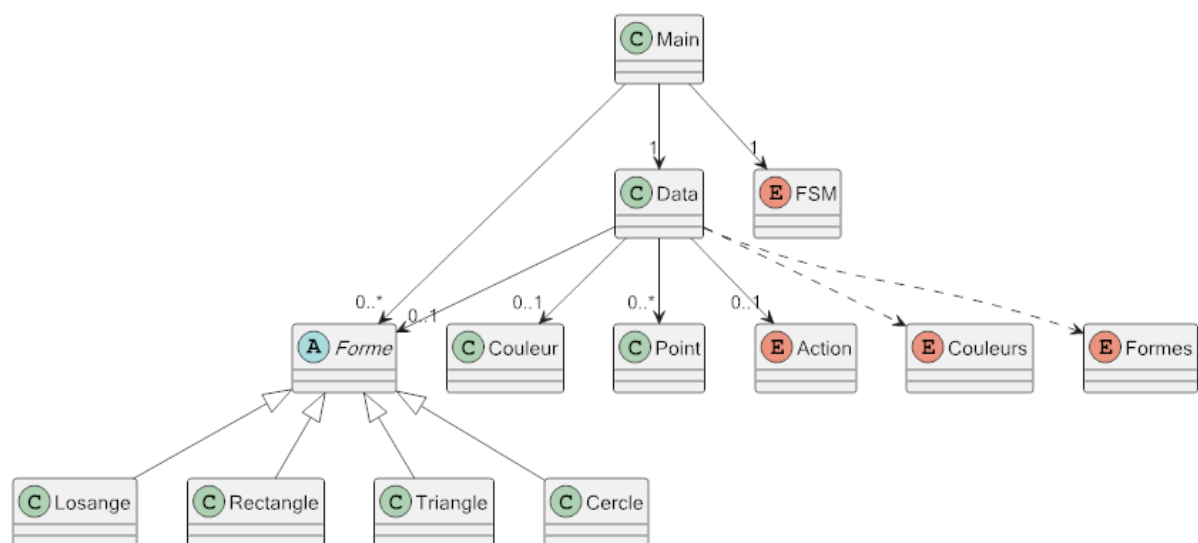 C Main
1
1
C Data
E FSM
0..*
0..1
0..1
0..*
0..1
A Forme
C Couleur
C Point
E Action
E Couleurs
E Formes
C Losange
C Rectangle
C Triangle
C Cercle